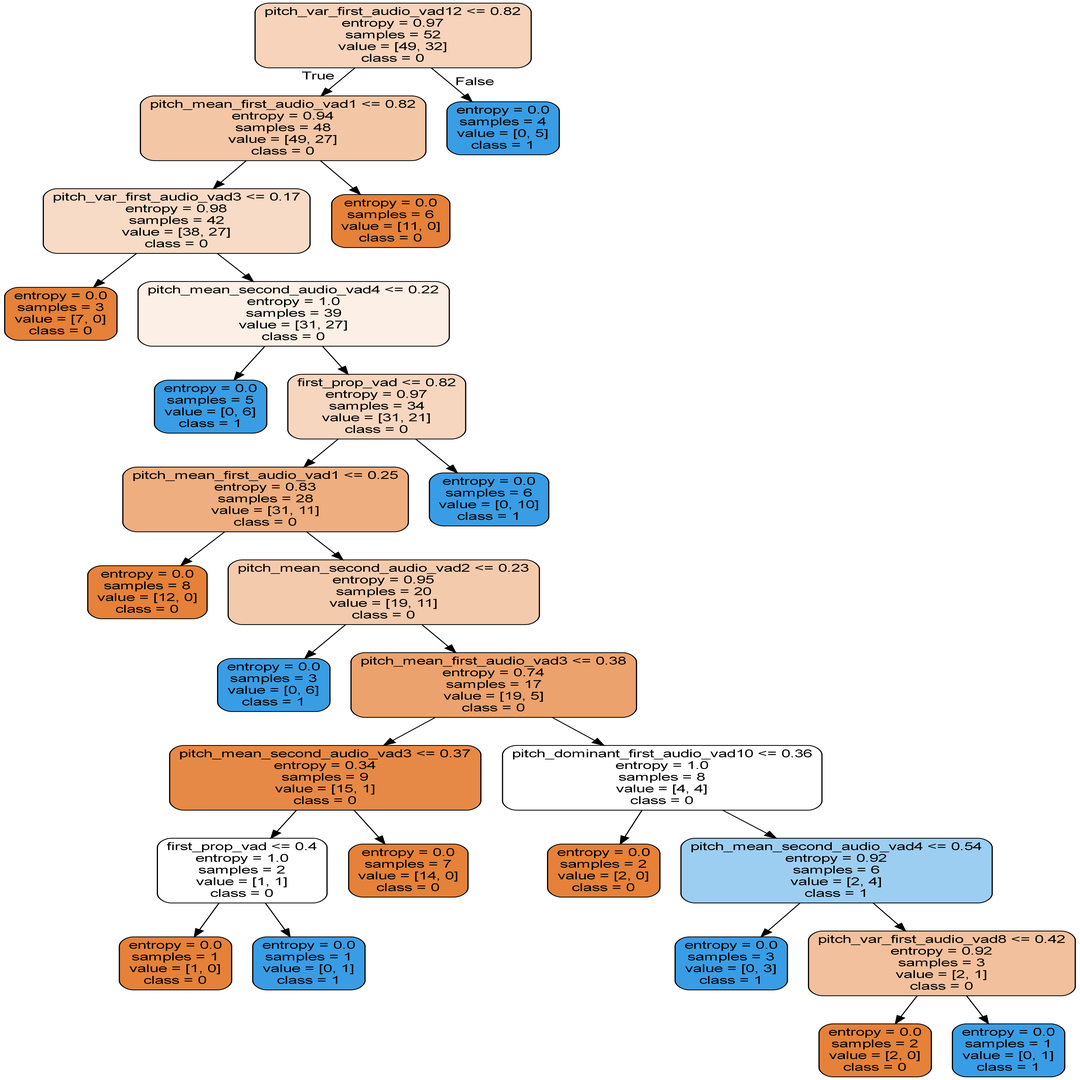 pitch_var_first_audio_vad12 <= 0.82
entropy = 0.97
samples = 52
value = [49, 32]
class = 0
True
False
pitch_mean_first_audio_vad1 <= 0.82
entropy = 0.94
samples = 48
value = [49, 27]
class = 0
entropy = 0.0
samples = 4
value = [0, 5]
class = 1
pitch_var_first_audio_vad3 <= 0.17
entropy = 0.98
samples = 42
value = [38, 27]
class = 0
entropy = 0.0
samples = 6
value = [11, 0]
class = 0
entropy = 0.0
samples = 3
value = [7, 0]
class = 0
pitch_mean_second_audio_vad4 <= 0.22
entropy = 1.0
samples = 39
value = [31, 27]
class = 0
entropy = 0.0
samples = 5
value = [0, 6]
class = 1
first_prop_vad <= 0.82
entropy = 0.97
samples = 34
value = [31, 21]
class = 0
pitch_mean_first_audio_vad1 <= 0.25
entropy = 0.83
samples = 28
value = [31, 11]
class = 0
entropy = 0.0
samples = 6
value = [0, 10]
class = 1
entropy = 0.0
samples = 8
value = [12, 0]
class = 0
pitch_mean_second_audio_vad2 <= 0.23
entropy = 0.95
samples = 20
value = [19, 11]
class = 0
entropy = 0.0
samples = 3
value = [0, 6]
class = 1
pitch_mean_first_audio_vad3 <= 0.38
entropy = 0.74
samples = 17
value = [19, 5]
class = 0
pitch_mean_second_audio_vad3 <= 0.37
entropy = 0.34
samples = 9
value = [15, 1]
class = 0
pitch_dominant_first_audio_vad10 <= 0.36
entropy = 1.0
samples = 8
value = [4, 4]
class = 0
first_prop_vad <= 0.4
entropy = 1.0
samples = 2
value = [1, 1]
class = 0
entropy = 0.0
samples = 7
value = [14, 0]
class = 0
entropy = 0.0
samples = 2
value = [2, 0]
class = 0
pitch_mean_second_audio_vad4 <= 0.54
entropy = 0.92
samples = 6
value = [2, 4]
class = 1
entropy = 0.0
samples = 1
value = [1, 0]
class = 0
entropy = 0.0
samples = 1
value = [0, 1]
class = 1
entropy = 0.0
samples = 3
value = [0, 3]
class = 1
pitch_var_first_audio_vad8 <= 0.42
entropy = 0.92
samples = 3
value = [2, 1]
class = 0
entropy = 0.0
samples = 2
value = [2, 0]
class = 0
entropy = 0.0
samples = 1
value = [0, 1]
class = 1